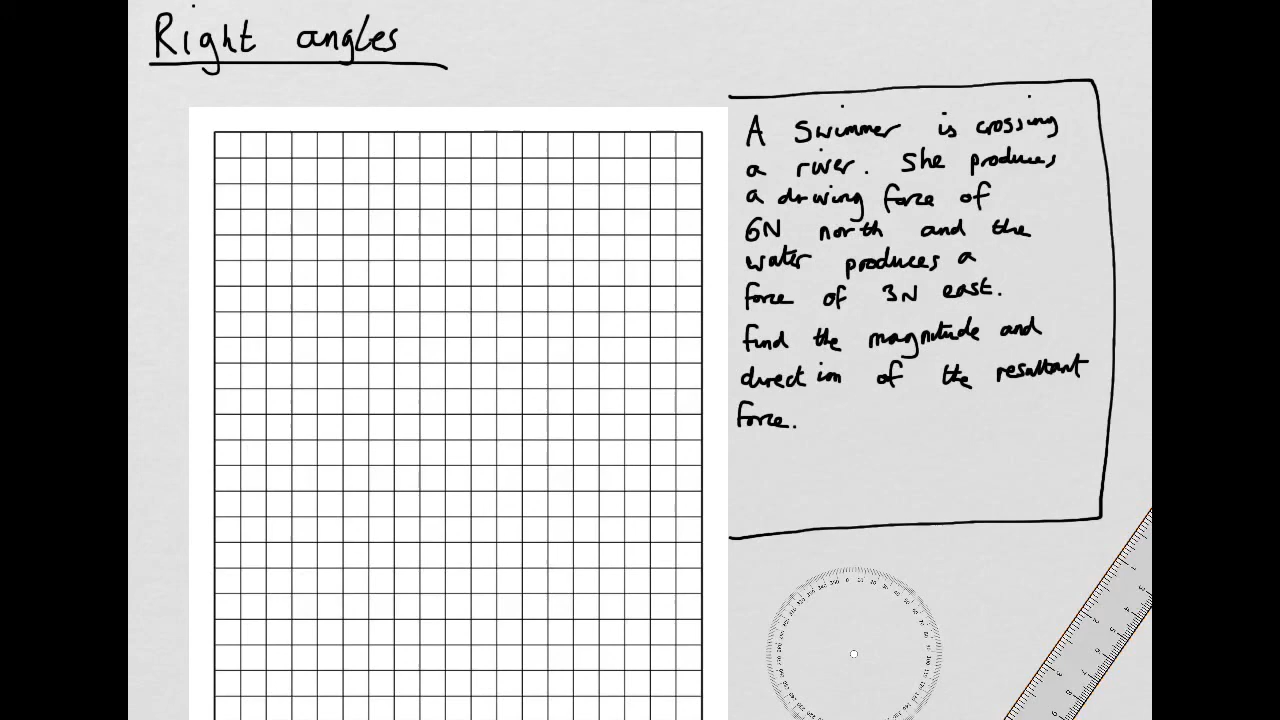 Right angles
A Swimmer is crossing
a river. She produces
a driving force of
6N north and the
water produces a
force of 3N east.
Find the magnitude and
direction of the resultant
force.